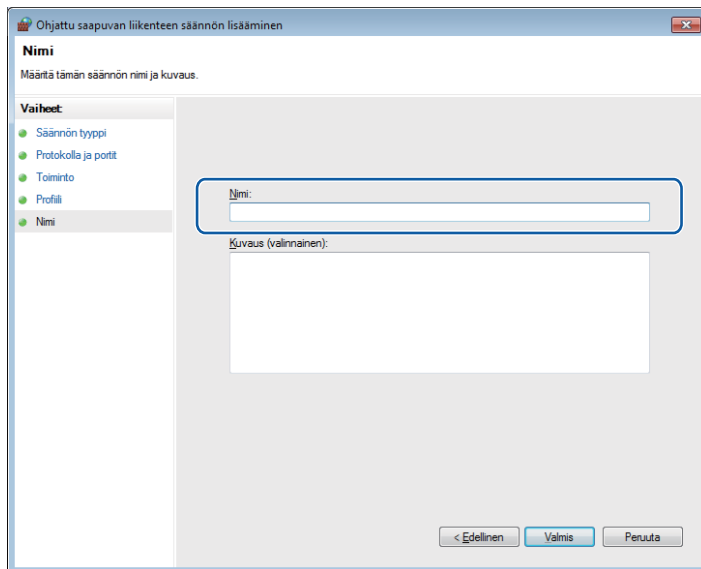 Ohjattu saapuvan liikenteen säännön lisääminen
Nimi
Määritä tämän säännön nimi ja kuvaus.
Vaiheet:
Säännön tyyppi
Protokolla ja portit
Toiminto
Profiili
Nimi
Nimi:
Kuvaus (valinnainen):
< Edellinen Valmis Peruuta